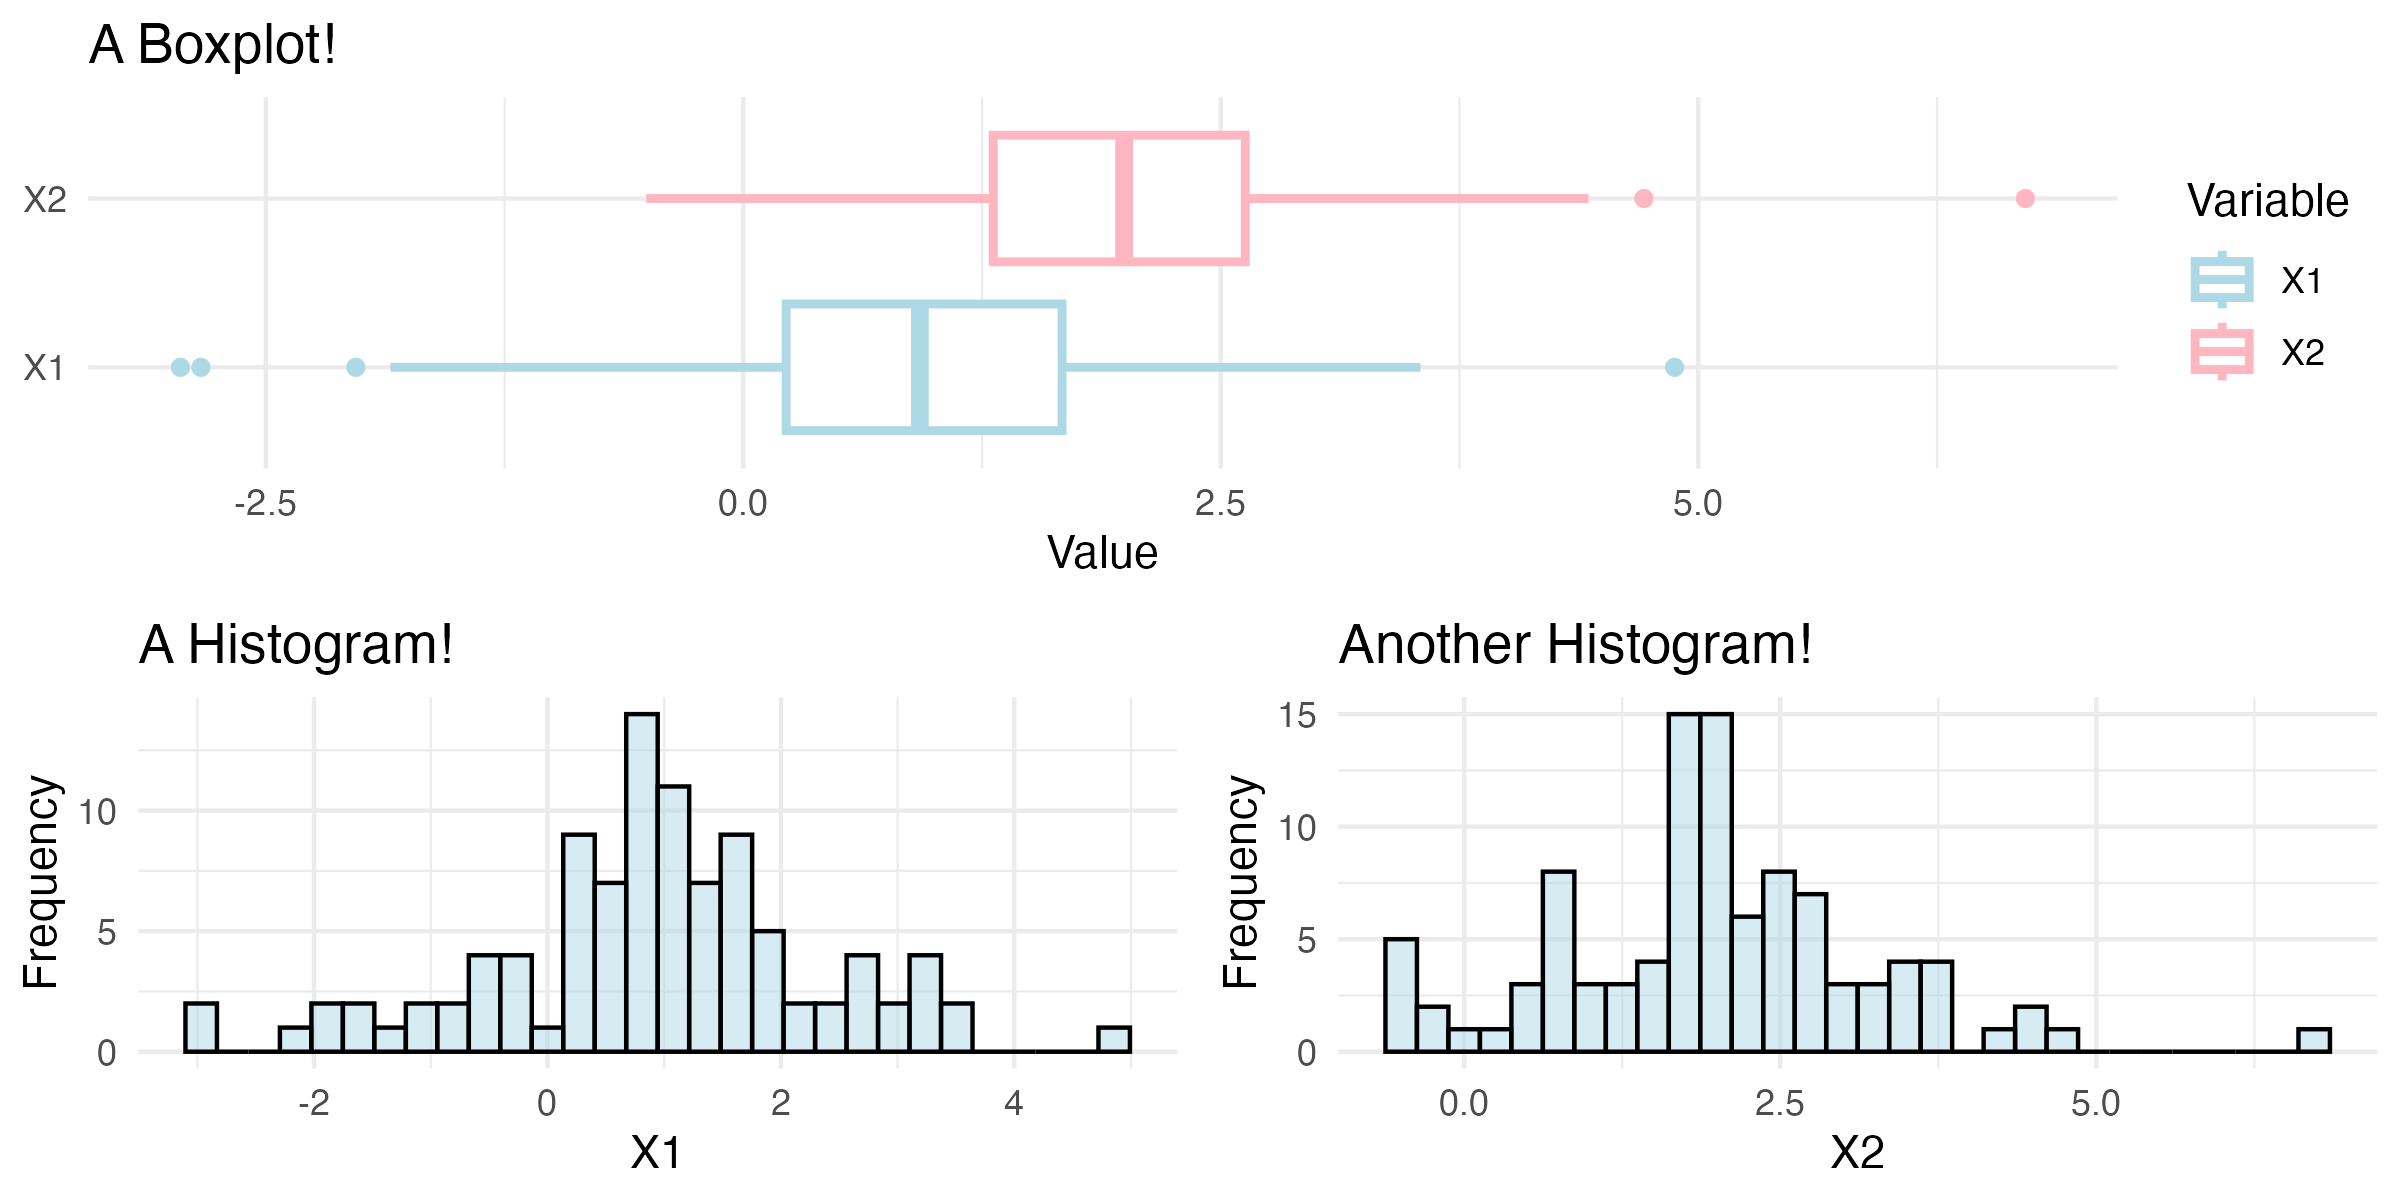 A Boxplot!
X2
X1
-2.5 0.0 2.5 5.0
Value
Variable
X1
X2
A Histogram!
Frequency
10
5
0
-2 0 2 4
X1
Another Histogram!
Frequency
15
10
5
0
0.0 2.5 5.0
X2